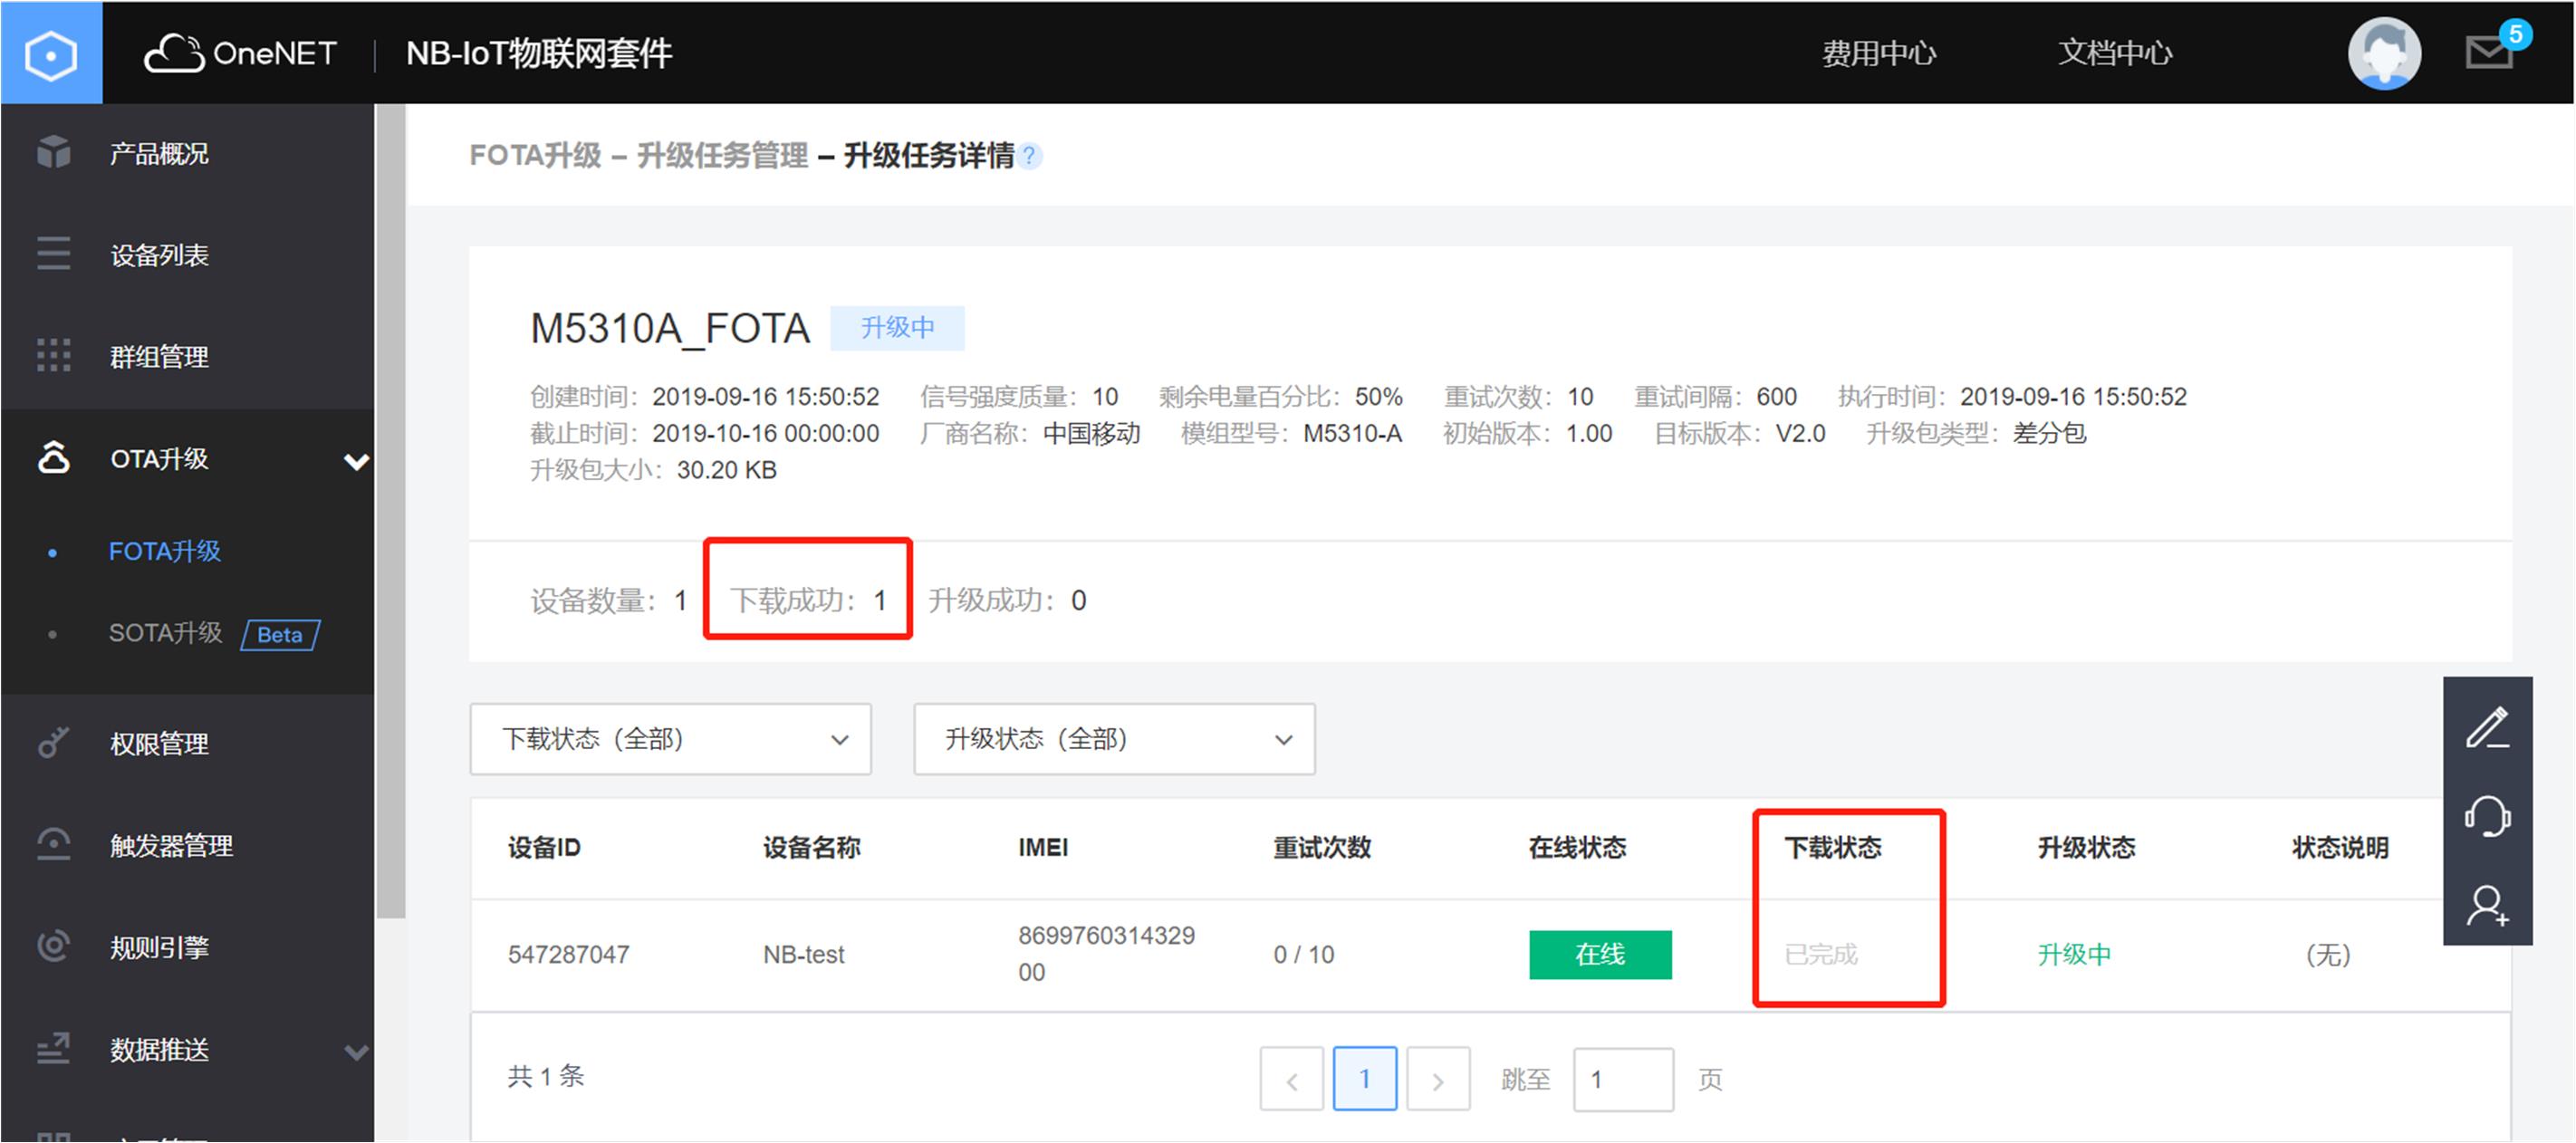 OneNET
NB-IoT物联网套件
费用中心
文档中心
5
产品概况
设备列表
群组管理
OTA升级
FOTA升级
SOTA升级 Beta
权限管理
触发器管理
规则引擎
数据推送
FOTA升级 – 升级任务管理 – 升级任务详情 ?
M5310A_FOTA 升级中
创建时间：2019-09-16 15:50:52 信号强度质量：10 剩余电量百分比：50% 重试次数：10 重试间隔：600 执行时间：2019-09-16 15:50:52
截止时间：2019-10-16 00:00:00 厂商名称：中国移动 模组型号：M5310-A 初始版本：1.00 目标版本：V2.0 升级包类型：差分包
升级包大小：30.20 KB
设备数量：1 下载成功：1 升级成功：0
下载状态（全部） 升级状态（全部）
设备ID 设备名称 IMEI 重试次数 在线状态 下载状态 升级状态 状态说明
547287047 NB-test 8699760314329 0 / 10 在线 已完成 升级中 (无)
00
共 1 条 < 1 > 跳至 1 页